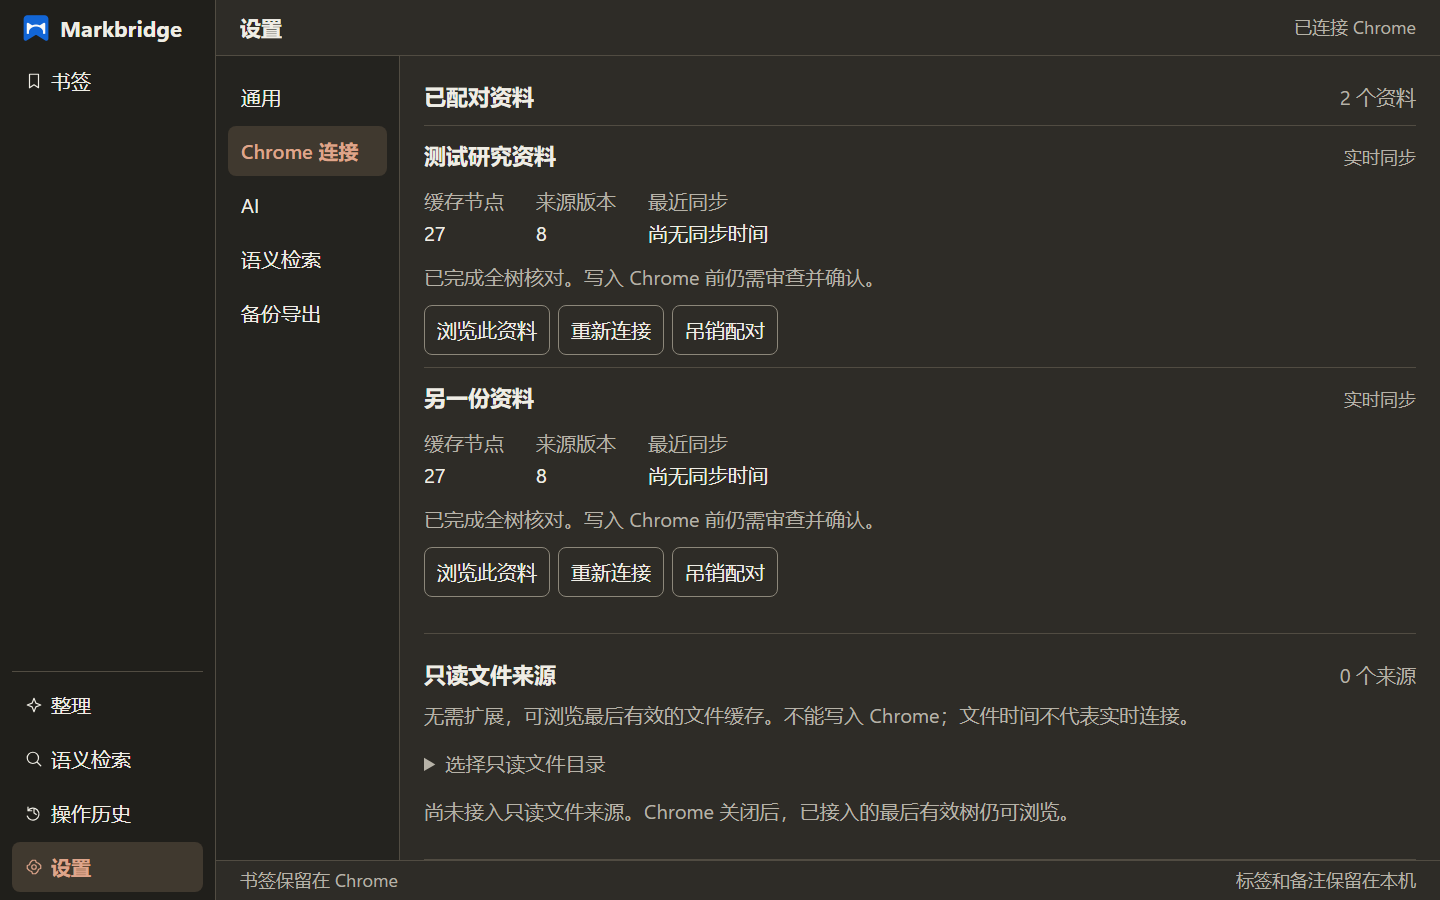 Markbridge
书签
整理
语义检索
操作历史
设置
设置
已连接 Chrome
通用
Chrome 连接
AI
语义检索
备份导出
已配对资料
2 个资料
测试研究资料
实时同步
缓存节点 来源版本 最近同步
27 8 尚无同步时间
已完成全树核对。写入 Chrome 前仍需审查并确认。
浏览此资料 重新连接 吊销配对
另一份资料
实时同步
缓存节点 来源版本 最近同步
27 8 尚无同步时间
已完成全树核对。写入 Chrome 前仍需审查并确认。
浏览此资料 重新连接 吊销配对
只读文件来源
0 个来源
无需扩展，可浏览最后有效的文件缓存。不能写入 Chrome；文件时间不代表实时连接。
选择只读文件目录
尚未接入只读文件来源。Chrome 关闭后，已接入的最后有效树仍可浏览。
书签保留在 Chrome
标签和备注保留在本机